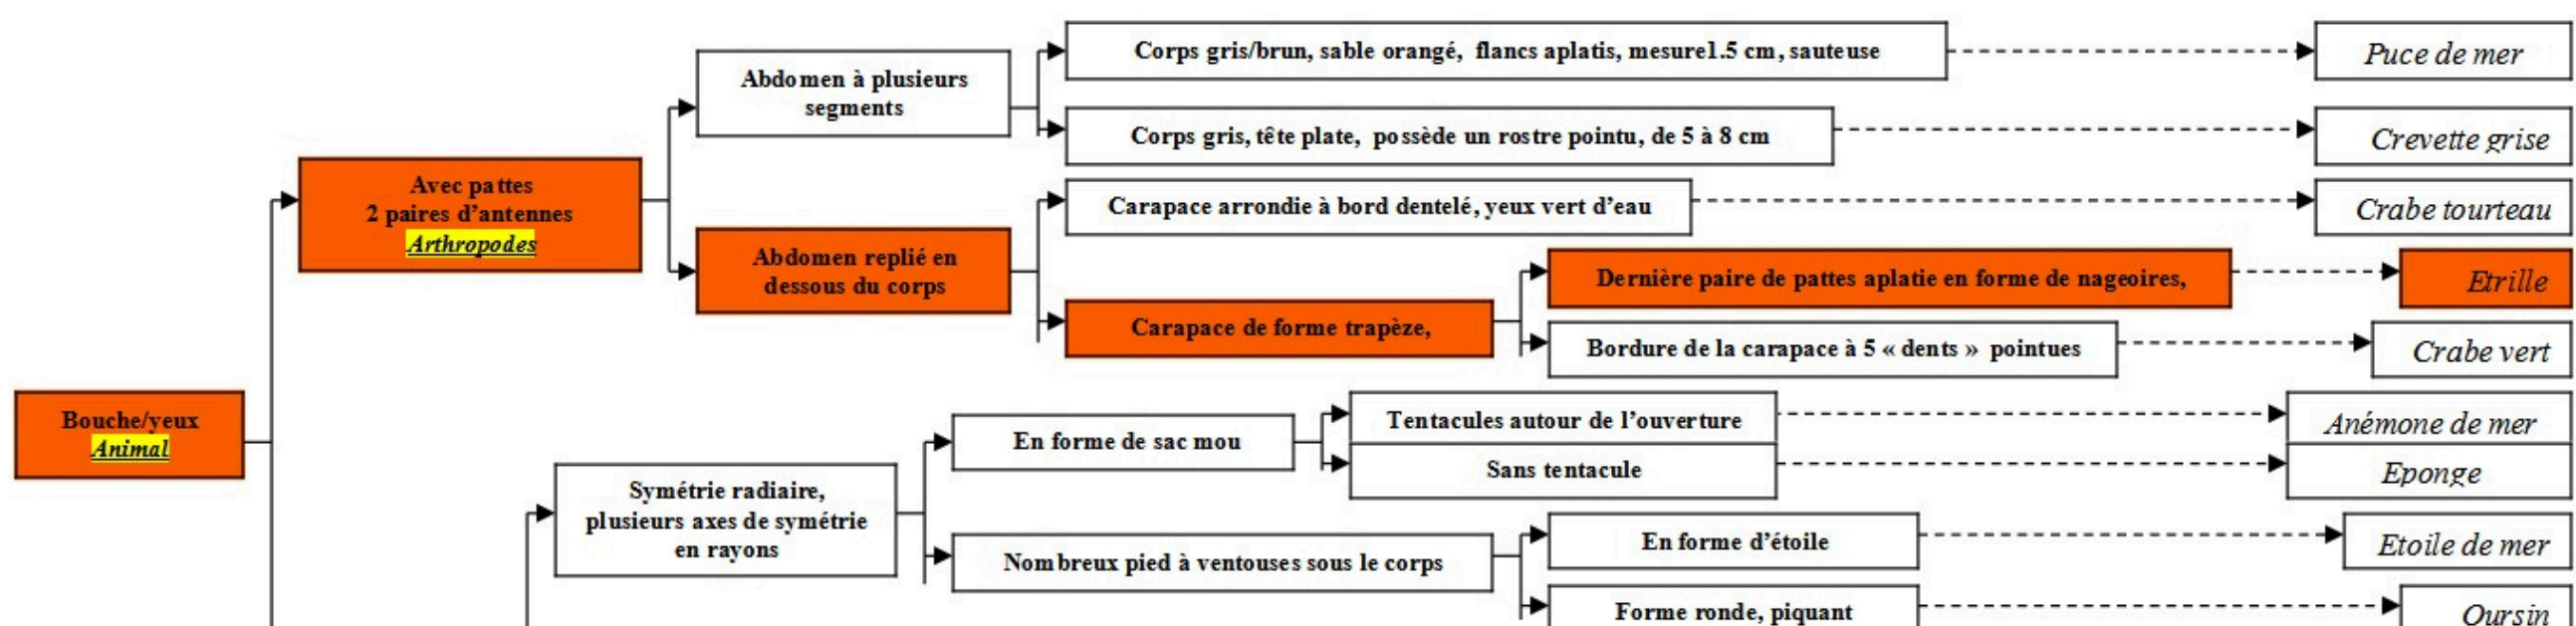 Corps gris/brun, sable orangé, flancs aplatis, mesure1.5 cm, sauteuse
Puce de mer
Abdomen à plusieurs
segments
Corps gris, tête plate, possède un rostre pointu, de 5 à 8 cm
Crevette grise
Avec pattes
2 paires d'antennes
Arthropodes
Carapace arrondie à bord dentelé, yeux vert d'eau
Crabe tourteau
Abdomen replié en
dessous du corps
Dernière paire de pattes aplatie en forme de nageoires,
Etrille
Carapace de forme trapèze,
Bordure de la carapace à 5 « dents » pointues
Crabe vert
Bouche/yeux
Animal
Tentacules autour de l'ouverture
Anémone de mer
En forme de sac mou
Sans tentacule
Eponge
Symétrie radiaire,
plusieurs axes de symétrie
en rayons
En forme d'étoile
Etoile de mer
Nombreux pied à ventouses sous le corps
Forme ronde, piquant
Oursin